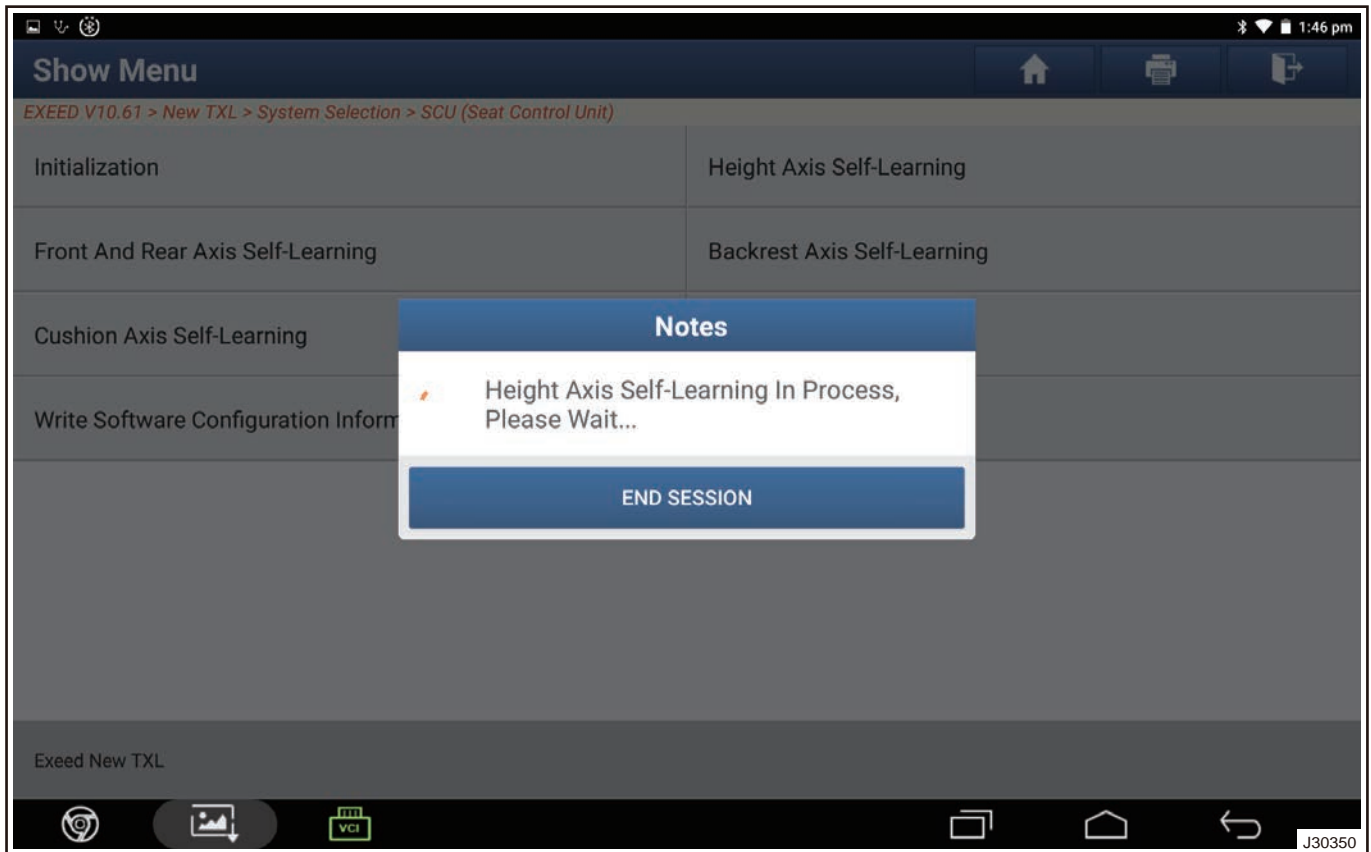 1:46 pm
Show Menu
EXEED V10.61 > New TXL > System Selection > SCU (Seat Control Unit)
Initialization
Height Axis Self-Learning
Front And Rear Axis Self-Learning
Backrest Axis Self-Learning
Cushion Axis Self-Learning
Notes
Height Axis Self-Learning In Process,
Please Wait...
Write Software Configuration Inform
END SESSION
Exeed New TXL
VCI
J30350